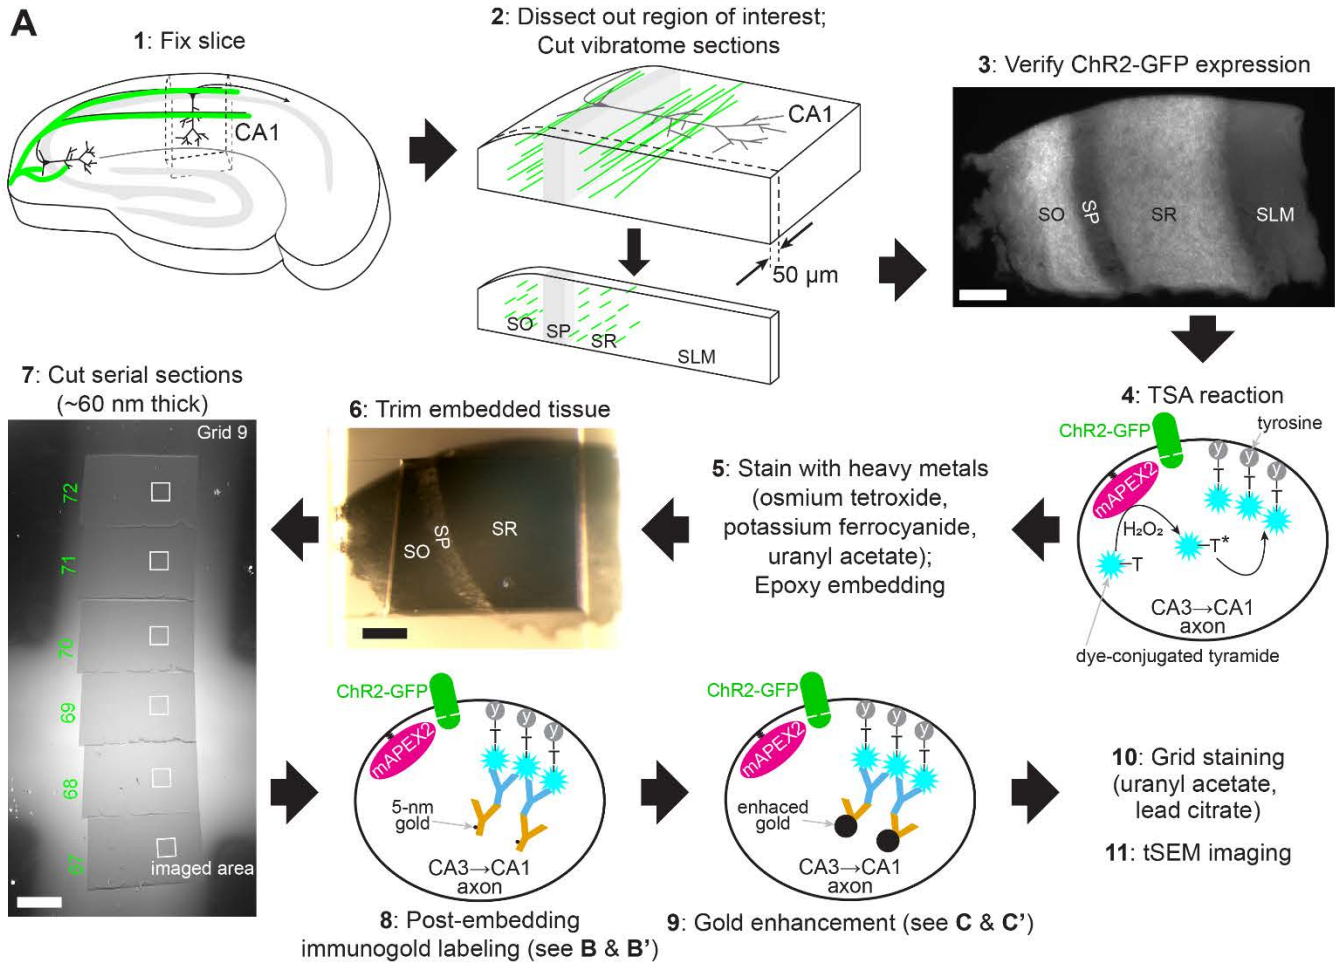 A
1: Fix slice
CA1
2: Dissect out region of interest;
Cut vibratome sections
CA1
50 µm
SO
SP
SR
SLM
3: Verify ChR2-GFP expression
SO
SP
SR
SLM
4: TSA reaction
ChR2-GFP
tyrosine
y
y
y
T
T
T
mAPEX2
H₂O₂
T*
T
CA3→CA1
axon
dye-conjugated tyramide
5: Stain with heavy metals
(osmium tetroxide,
potassium ferrocyanide,
uranyl acetate);
Epoxy embedding
6: Trim embedded tissue
SO
SP
SR
7: Cut serial sections
(~60 nm thick)
Grid 9
72
71
70
69
68
67
imaged area
ChR2-GFP
mAPEX2
y
y
y
T
T
T
5-nm
gold
CA3→CA1
axon
8: Post-embedding
immunogold labeling (see B & B’)
ChR2-GFP
mAPEX2
y
y
y
T
T
T
enhaced
gold
CA3→CA1
axon
9: Gold enhancement (see C & C’)
10: Grid staining
(uranyl acetate,
lead citrate)
11: tSEM imaging